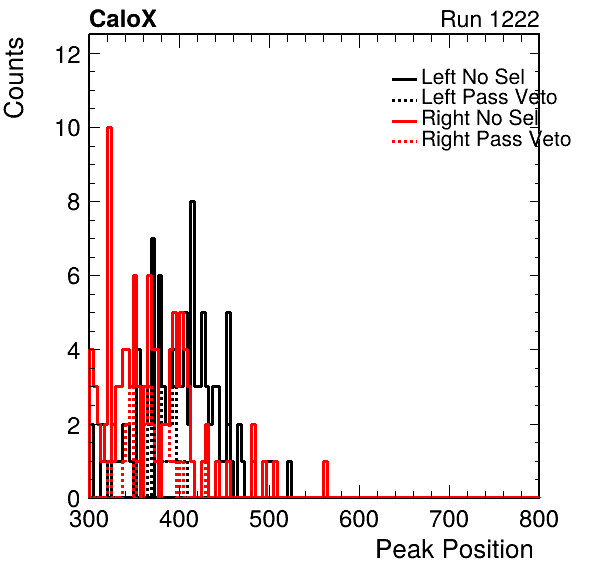 CaloX Run 1222
Counts
12
10
8
6
4
2
0
Left No Sel
Left Pass Veto
Right No Sel
Right Pass Veto
300 400 500 600 700 800
Peak Position